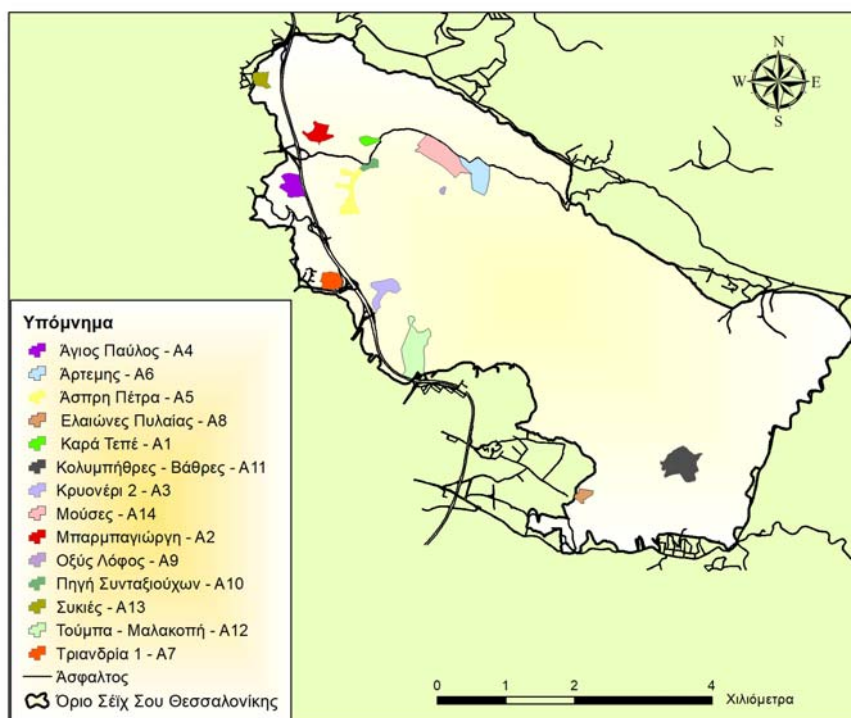 N
W E
S
Υπόμνημα
Άγιος Παύλος - Α4
Άρτεμης - Α6
Άσπρη Πέτρα - Α5
Ελαιώνες Πυλαίας - Α8
Καρά Τεπέ - Α1
Κολυμπήθρες - Βάθρες - Α11
Κρυονέρι 2 - Α3
Μούσες - Α14
Μπαρμπαγιώργη - Α2
Οξύς Λόφος - Α9
Πηγή Συνταξιούχων - Α10
Συκιές - Α13
Τούμπα - Μαλακοπή - Α12
Τριανδρία 1 - Α7
Άσφαλτος
Όριο Σέϊχ Σου Θεσσαλονίκης
0 1 2 4
Χιλιόμετρα